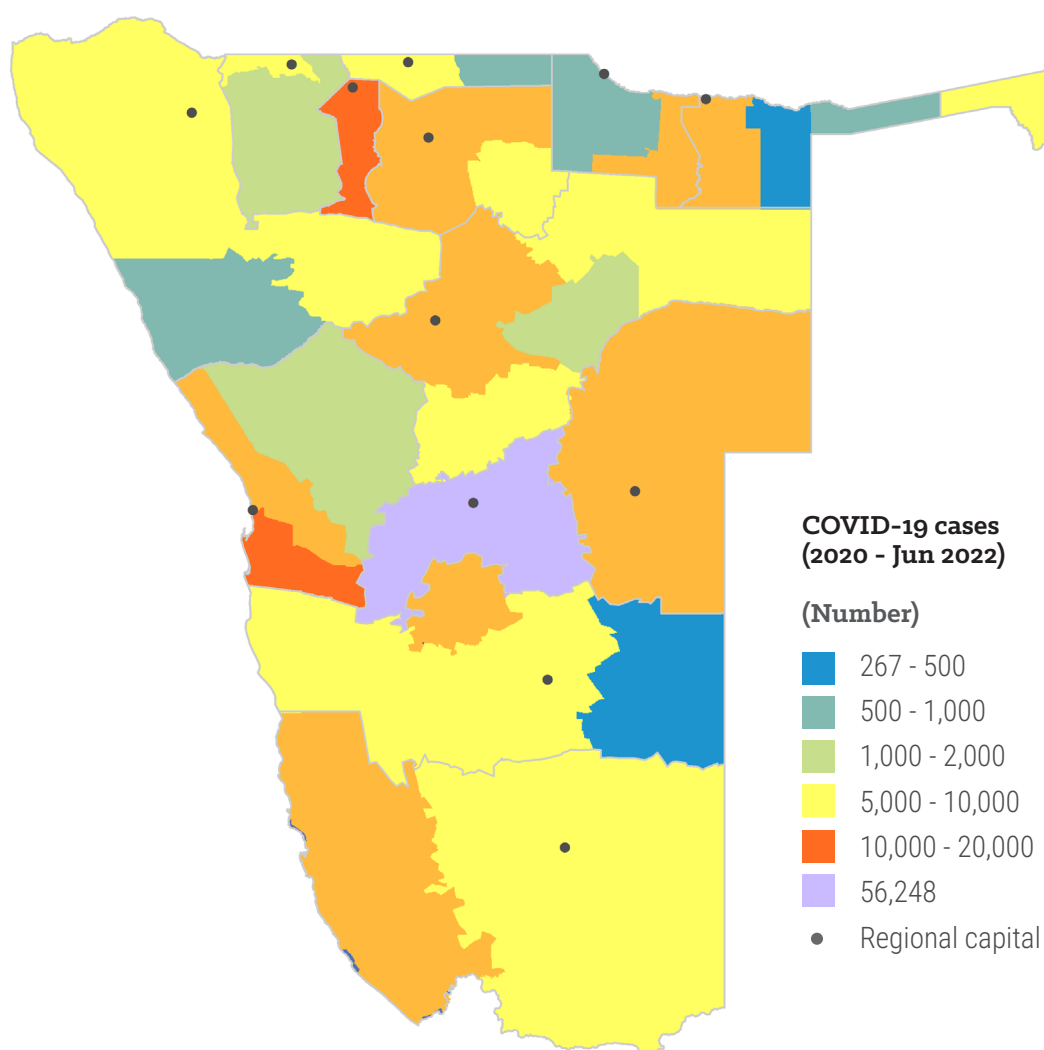 COVID-19 cases
(2020 - Jun 2022)
(Number)
267 - 500
500 - 1,000
1,000 - 2,000
5,000 - 10,000
10,000 - 20,000
56,248
Regional capital